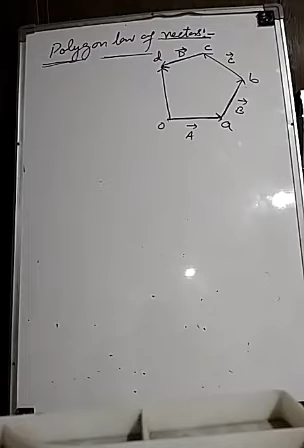 Polygon law of vectors:-
d D⃗ c
C⃗
b
B⃗
o a
A⃗